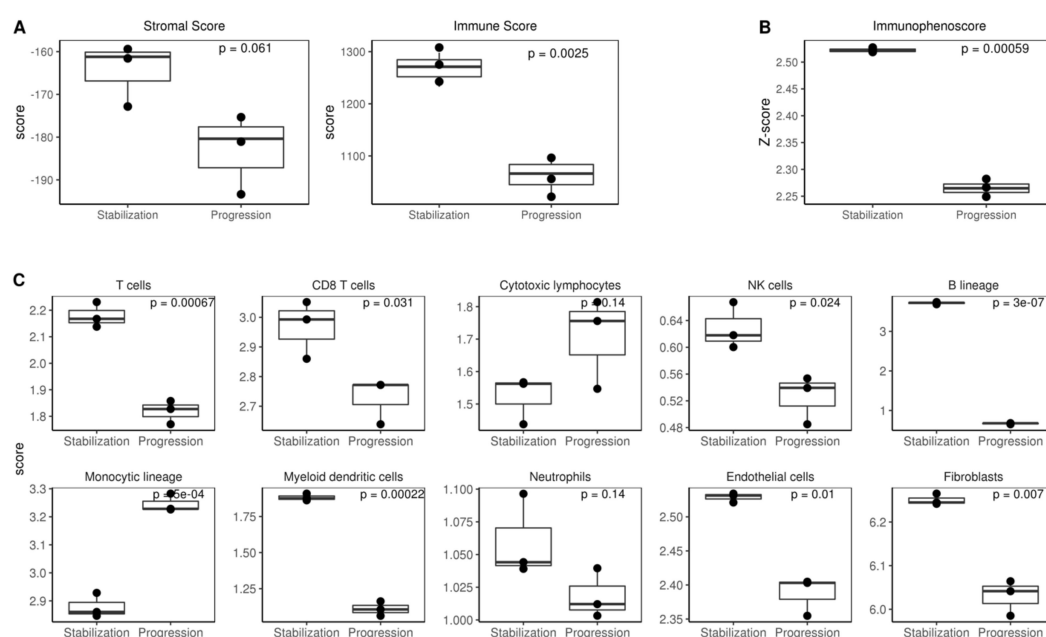 A
Stromal Score
Immune Score
B
Immunophenoscore
score
-160
-170
-180
-190
p = 0.061
Stabilization
Progression
score
1300
1200
1100
p = 0.0025
Stabilization
Progression
Z-score
2.50
2.45
2.40
2.35
2.30
2.25
p = 0.00059
Stabilization
Progression
C
score
T cells
2.2
2.1
2.0
1.9
1.8
p = 0.00067
Stabilization
Progression
CD8 T cells
3.0
2.9
2.8
2.7
p = 0.031
Stabilization
Progression
Cytotoxic lymphocytes
1.8
1.7
1.6
1.5
p = 0.14
Stabilization
Progression
NK cells
0.64
0.60
0.56
0.52
0.48
p = 0.024
Stabilization
Progression
B lineage
3
2
1
p = 3e-07
Stabilization
Progression
Monocytic lineage
3.3
3.2
3.1
3.0
2.9
p = 5e-04
Stabilization
Progression
Myeloid dendritic cells
1.75
1.50
1.25
p = 0.00022
Stabilization
Progression
Neutrophils
1.100
1.075
1.050
1.025
1.000
p = 0.14
Stabilization
Progression
Endothelial cells
2.50
2.45
2.40
2.35
p = 0.01
Stabilization
Progression
Fibroblasts
6.2
6.1
6.0
p = 0.007
Stabilization
Progression